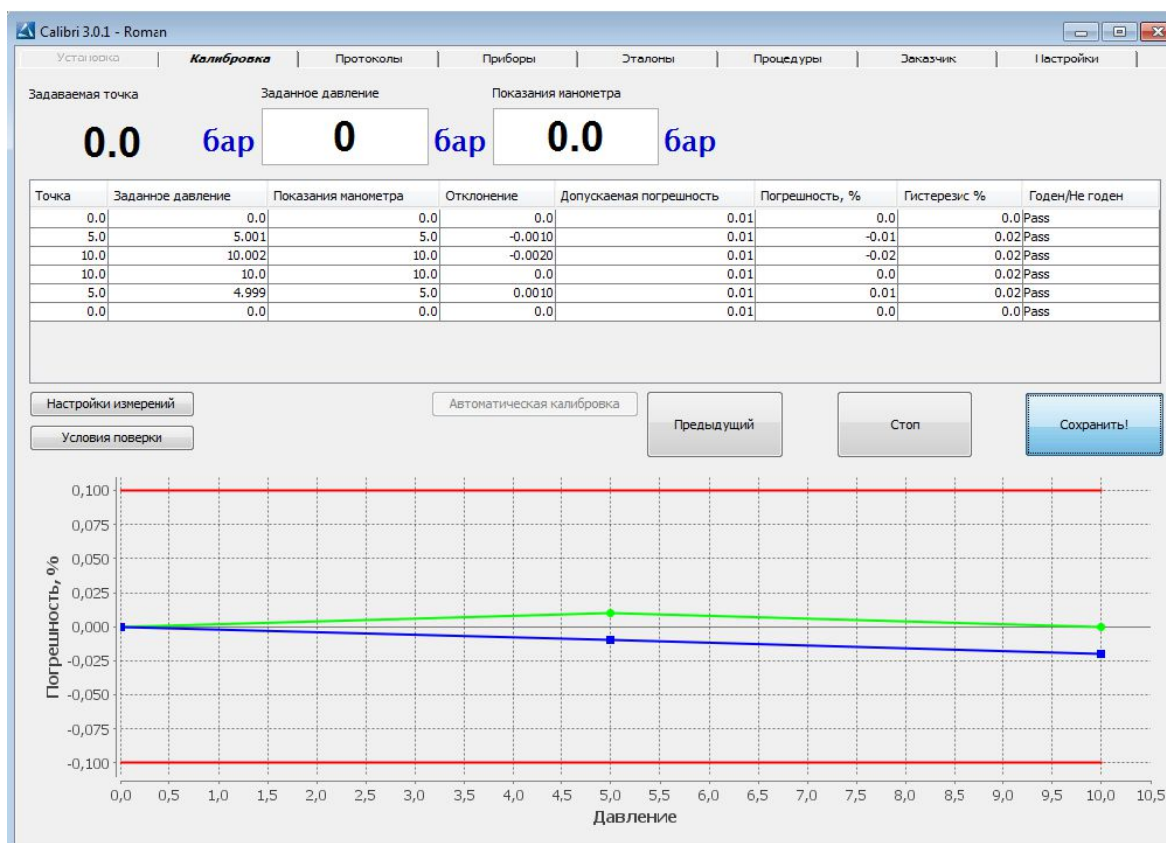 Calibri 3.0.1 - Roman
Установка Калибровка Протоколы Приборы Эталоны Процедуры Заказчик Настройки
Задаваемая точка Заданное давление Показания манометра
0.0 бар 0 бар 0.0 бар
Точка Заданное давление Показания манометра Отклонение Допускаемая погрешность Погрешность, % Гистерезис % Годен/Не годен
0.0 0.0 0.0 0.0 0.01 0.0 0.0 Pass
5.0 5.001 5.0 -0.0010 0.01 -0.01 0.02 Pass
10.0 10.002 10.0 -0.0020 0.01 -0.02 0.02 Pass
10.0 10.0 10.0 0.0 0.01 0.0 0.02 Pass
5.0 4.999 5.0 0.0010 0.01 0.01 0.02 Pass
0.0 0.0 0.0 0.0 0.01 0.0 0.0 Pass
Настройки измерений Автоматическая калибровка Предыдущий Стоп Сохранить!
Условия поверки
0,100
0,075
0,050
0,025
0,000
-0,025
-0,050
-0,075
-0,100
Погрешность, %
0,0 0,5 1,0 1,5 2,0 2,5 3,0 3,5 4,0 4,5 5,0 5,5 6,0 6,5 7,0 7,5 8,0 8,5 9,0 9,5 10,0 10,5
Давление